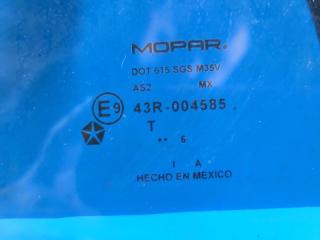 MOPAR.
DOT 615 SGS M35V
AS2 MX
E9 43R-004585
T
** 6
I A
HECHO EN MEXICO